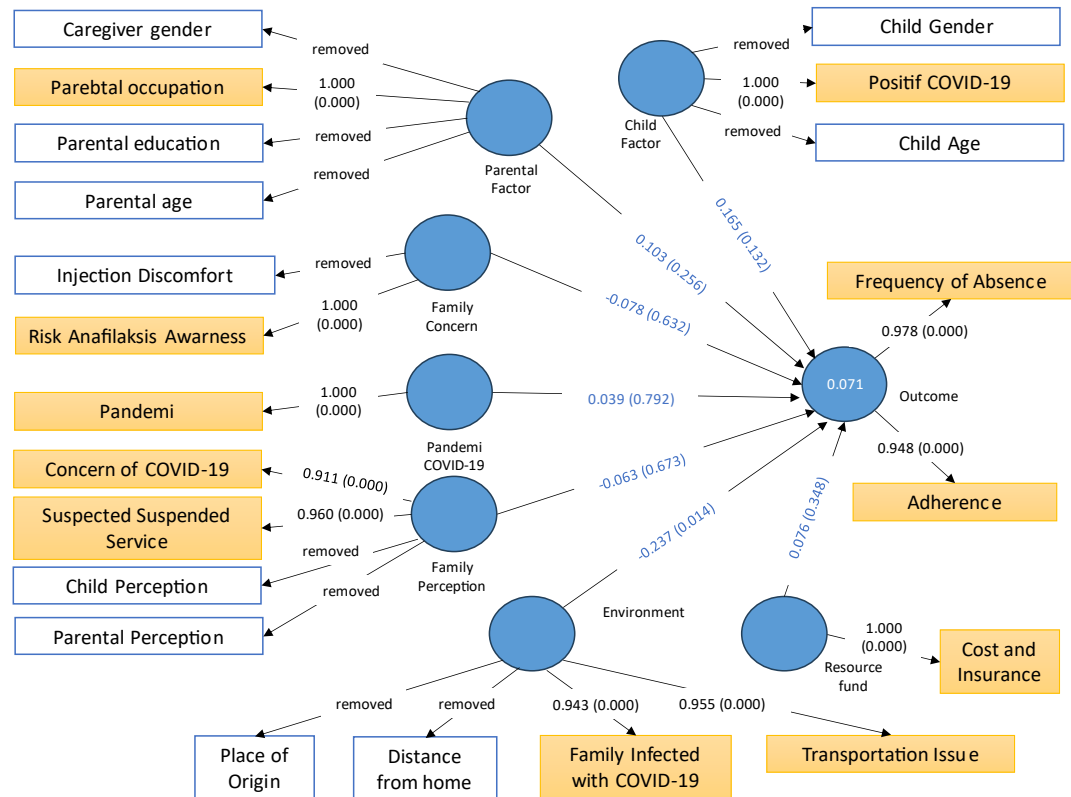 Caregiver gender
removed
Parebtal occupation
1.000
(0.000)
Parental education
removed
Parental age
removed
Parental
Factor
Child Gender
removed
Positif COVID-19
1.000
(0.000)
Child Age
removed
Child
Factor
0.165 (0.132)
0.103 (0.256)
Injection Discomfort
removed
Risk Anafilaksis Awarness
1.000
(0.000)
Family
Concern
-0.078 (0.632)
Frequency of Absence
0.978 (0.000)
0.071
Outcome
0.948 (0.000)
Adherence
Pandemi
1.000
(0.000)
Pandemi
COVID-19
0.039 (0.792)
Concern of COVID-19
0.911 (0.000)
Suspected Suspended
Service
0.960 (0.000)
Child Perception
removed
Parental Perception
removed
Family
Perception
-0.063 (0.673)
-0.237 (0.014)
0.076 (0.348)
Environment
Resource
fund
1.000
(0.000)
Cost and
Insurance
removed
removed
0.943 (0.000)
0.955 (0.000)
Place of
Origin
Distance
from home
Family Infected
with COVID-19
Transportation Issue